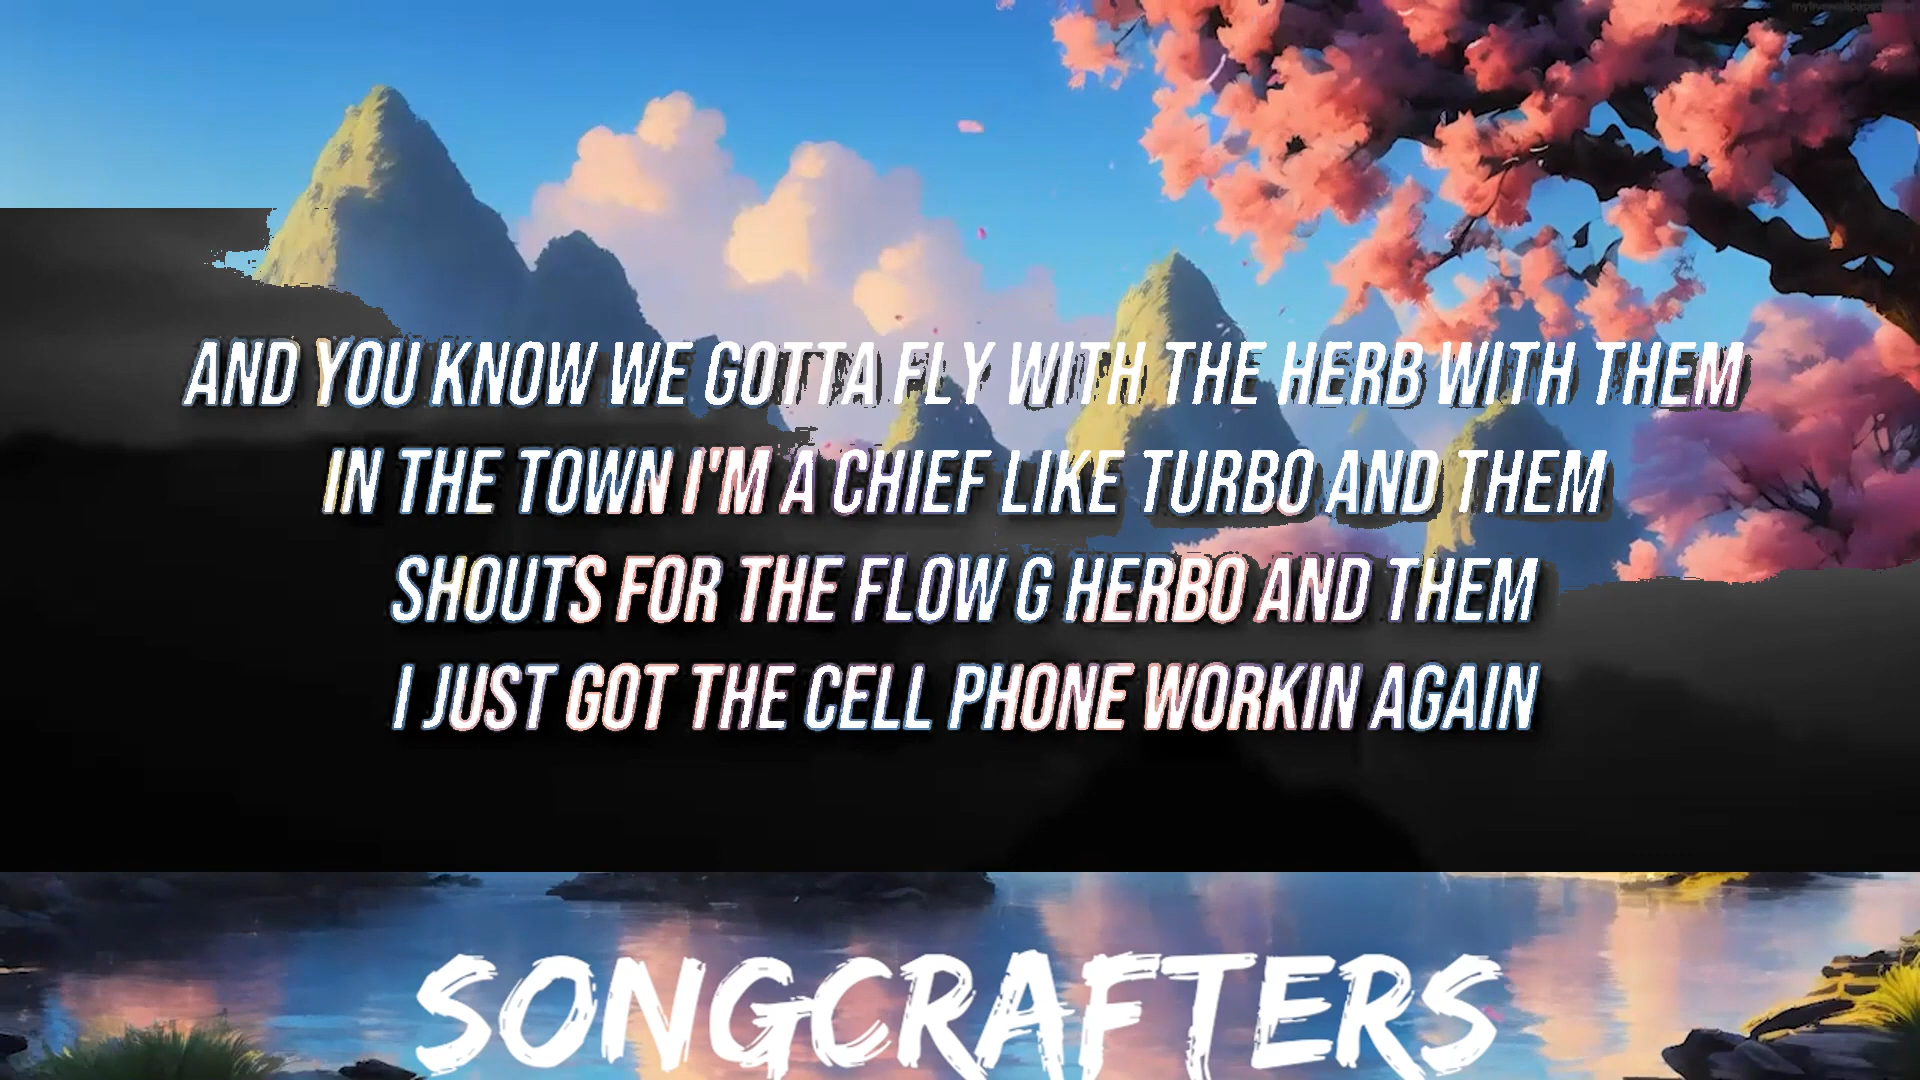 AND YOU KNOW WE GOTTA FLY WITH THE HERB WITH THEM
IN THE TOWN I'M A CHIEF LIKE TURBO AND THEM
SHOUTS FOR THE FLOW G HERBO AND THEM
I JUST GOT THE CELL PHONE WORKIN AGAIN
SONGCRAFTERS